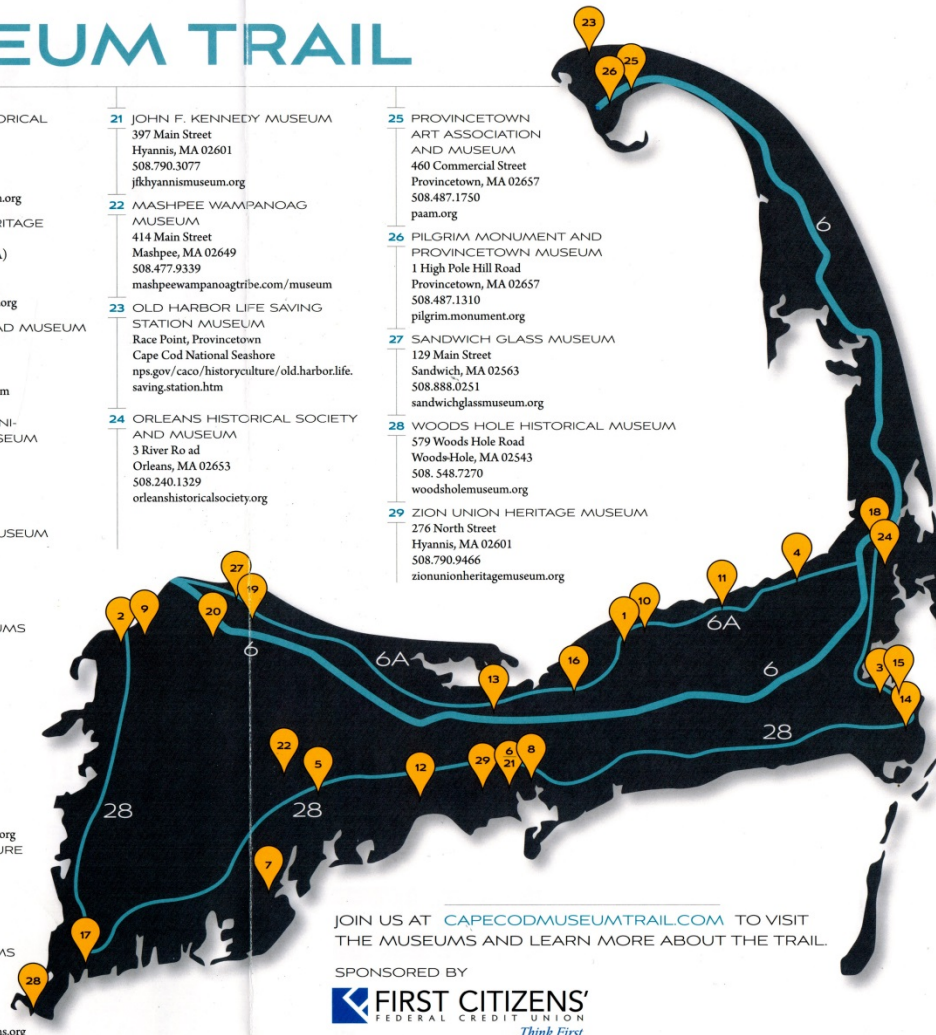 EUM TRAIL
ORICAL
n.org
RITAGE
A)
org
AD MUSEUM
m
NI-
SEUM
USEUM
UMS
org
URE
MS
ns.org
21 JOHN F. KENNEDY MUSEUM
397 Main Street
Hyannis, MA 02601
508.790.3077
jfkhyannismuseum.org
22 MASHPEE WAMPANOAG
MUSEUM
414 Main Street
Mashpee, MA 02649
508.477.9339
mashpeewampanoagtribe.com/museum
23 OLD HARBOR LIFE SAVING
STATION MUSEUM
Race Point, Provincetown
Cape Cod National Seashore
nps.gov/caco/historyculture/old.harbor.life.
saving.station.htm
24 ORLEANS HISTORICAL SOCIETY
AND MUSEUM
3 River Ro ad
Orleans, MA 02653
508.240.1329
orleanshistoricalsociety.org
25 PROVINCETOWN
ART ASSOCIATION
AND MUSEUM
460 Commercial Street
Provincetown, MA 02657
508.487.1750
paam.org
26 PILGRIM MONUMENT AND
PROVINCETOWN MUSEUM
1 High Pole Hill Road
Provincetown, MA 02657
508.487.1310
pilgrim.monument.org
27 SANDWICH GLASS MUSEUM
129 Main Street
Sandwich, MA 02563
508.888.0251
sandwichglassmuseum.org
28 WOODS HOLE HISTORICAL MUSEUM
579 Woods Hole Road
Woods-Hole, MA 02543
508. 548.7270
woodsholemuseum.org
29 ZION UNION HERITAGE MUSEUM
276 North Street
Hyannis, MA 02601
508.790.9466
zionunionheritagemuseum.org
23
26
25
6
18
24
4
11
10
1
6A
16
27
19
2
9
20
6
6A
13
6
3
15
14
28
22
5
12
29
6
21
8
28
28
7
17
28
JOIN US AT CAPECODMUSEUMTRAIL.COM TO VISIT
THE MUSEUMS AND LEARN MORE ABOUT THE TRAIL.
SPONSORED BY
FIRST CITIZENS'
FEDERAL CREDIT UNION
Think First